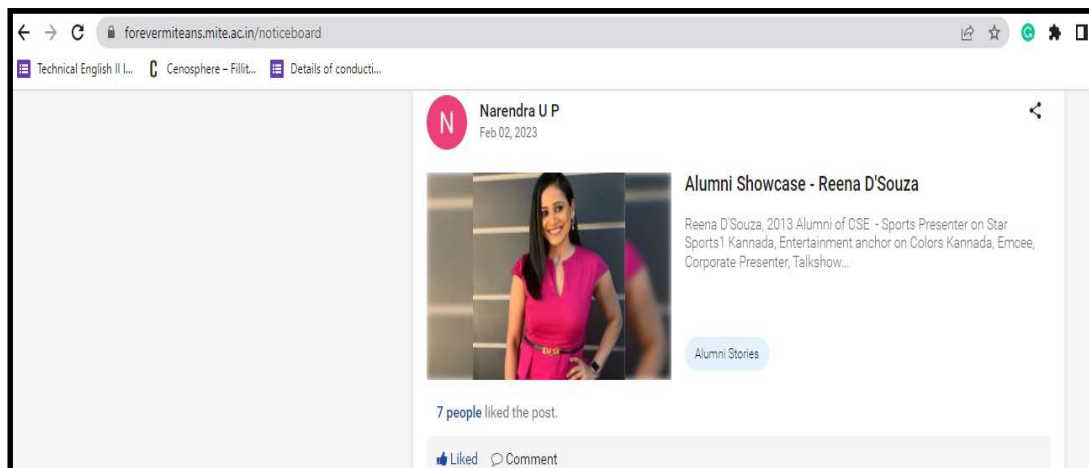 forevermiteans.mite.ac.in/noticeboard
Technical English II I... Cenosphere – Fillit... Details of conducti...
N
Narendra U P
Feb 02, 2023
Alumni Showcase - Reena D'Souza
Reena D'Souza, 2013 Alumni of CSE - Sports Presenter on Star
Sports1 Kannada, Entertainment anchor on Colors Kannada, Emcee,
Corporate Presenter, Talkshow...
Alumni Stories
7 people liked the post.
Liked Comment